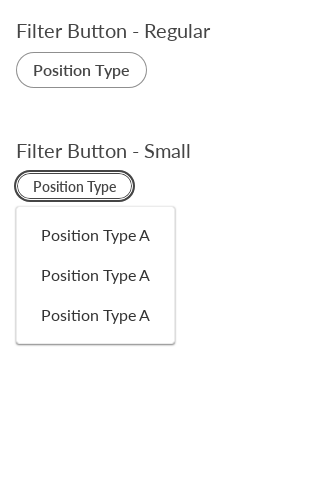 Filter Button - Regular
Position Type
Filter Button - Small
Position Type
Position Type A
Position Type A
Position Type A